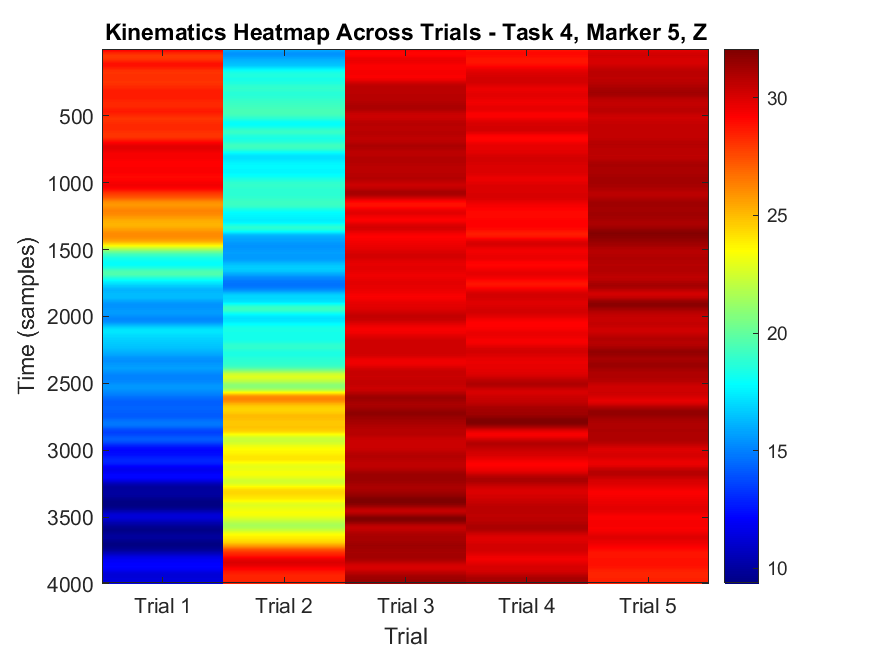 Kinematics Heatmap Across Trials - Task 4, Marker 5, Z
Time (samples)
500
1000
1500
2000
2500
3000
3500
4000
Trial 1
Trial 2
Trial 3
Trial 4
Trial 5
Trial
30
25
20
15
10